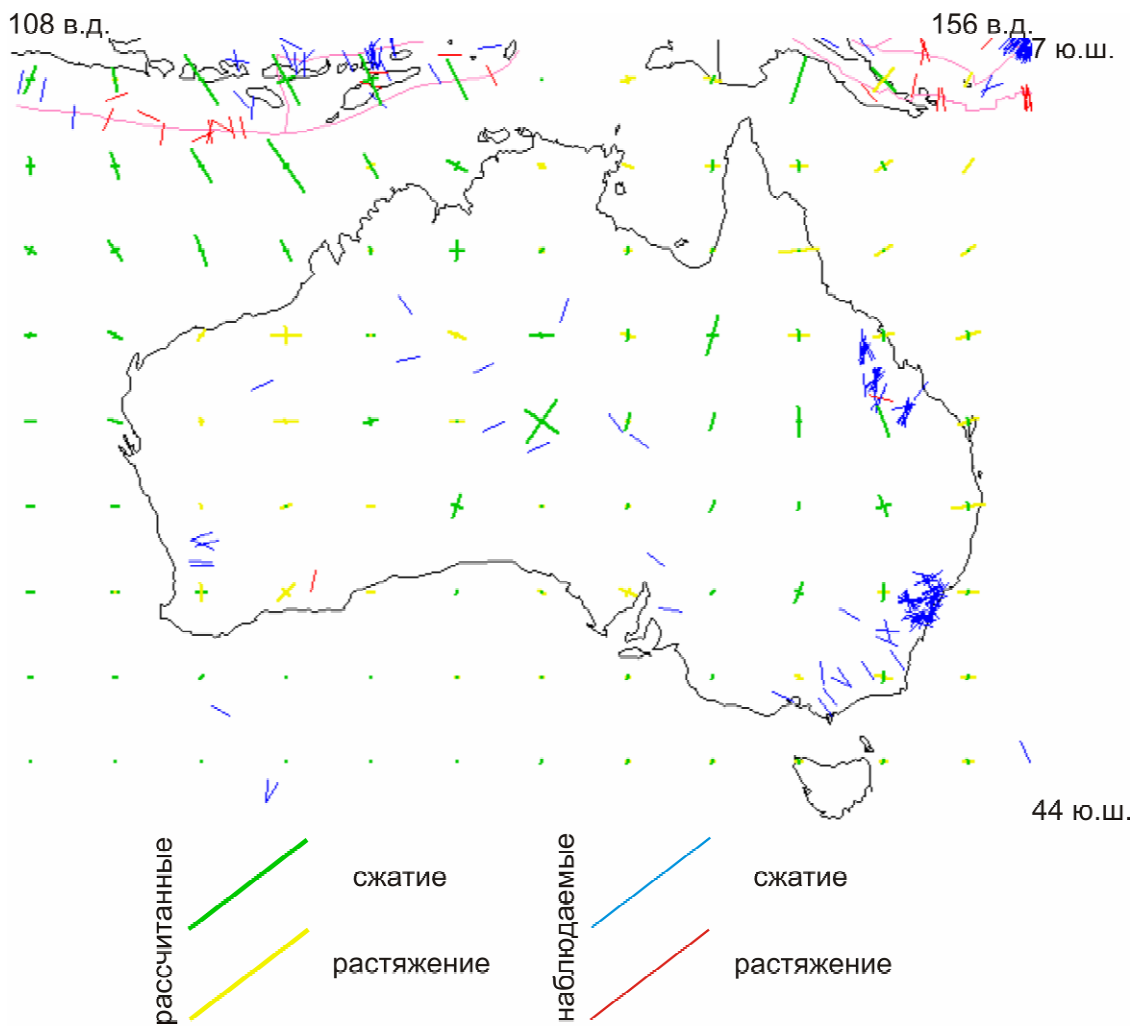 108 в.д.
156 в.д.
7 ю.ш.
44 ю.ш.
рассчитанные
сжатие
растяжение
наблюдаемые
сжатие
растяжение